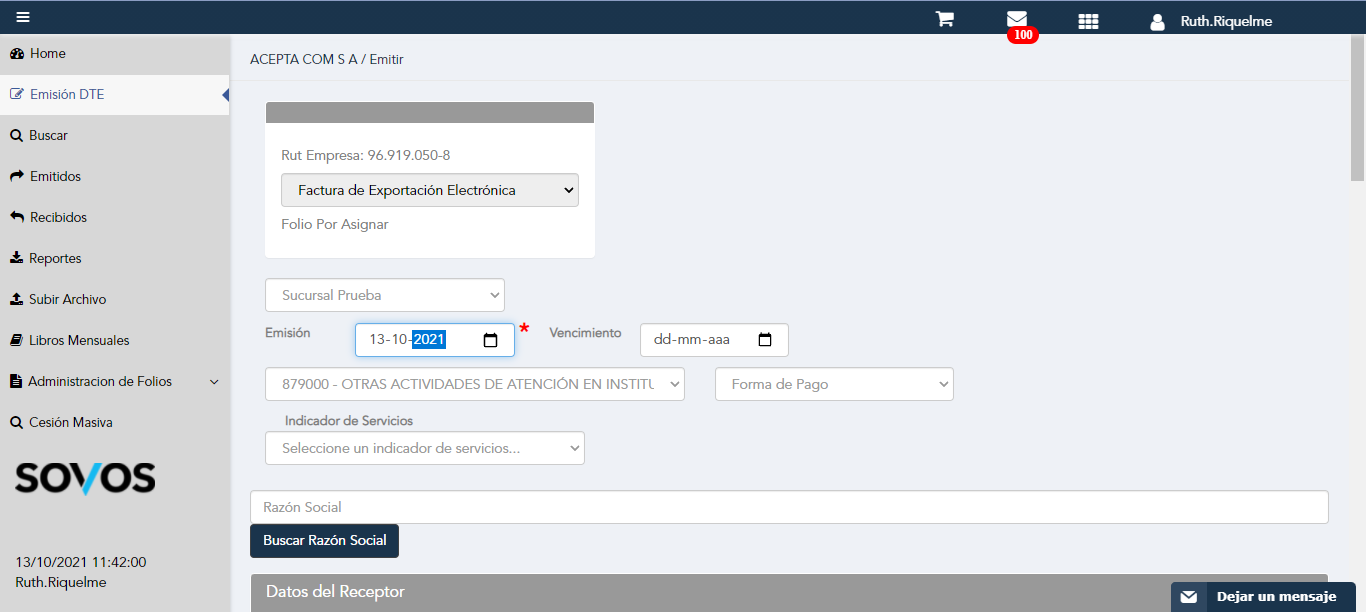 Ruth.Riquelme
100
Home
Emisión DTE
Buscar
Emitidos
Recibidos
Reportes
Subir Archivo
Libros Mensuales
Administracion de Folios
Cesión Masiva
SOVOS
13/10/2021 11:42:00
Ruth.Riquelme
ACEPTA COM S A / Emitir
Rut Empresa: 96.919.050-8
Factura de Exportación Electrónica
Folio Por Asignar
Sucursal Prueba
Emisión 13-10-2021 * Vencimiento dd-mm-aaa
879000 - OTRAS ACTIVIDADES DE ATENCIÓN EN INSTITU Forma de Pago
Indicador de Servicios
Seleccione un indicador de servicios...
Razón Social
Buscar Razón Social
Datos del Receptor
Dejar un mensaje